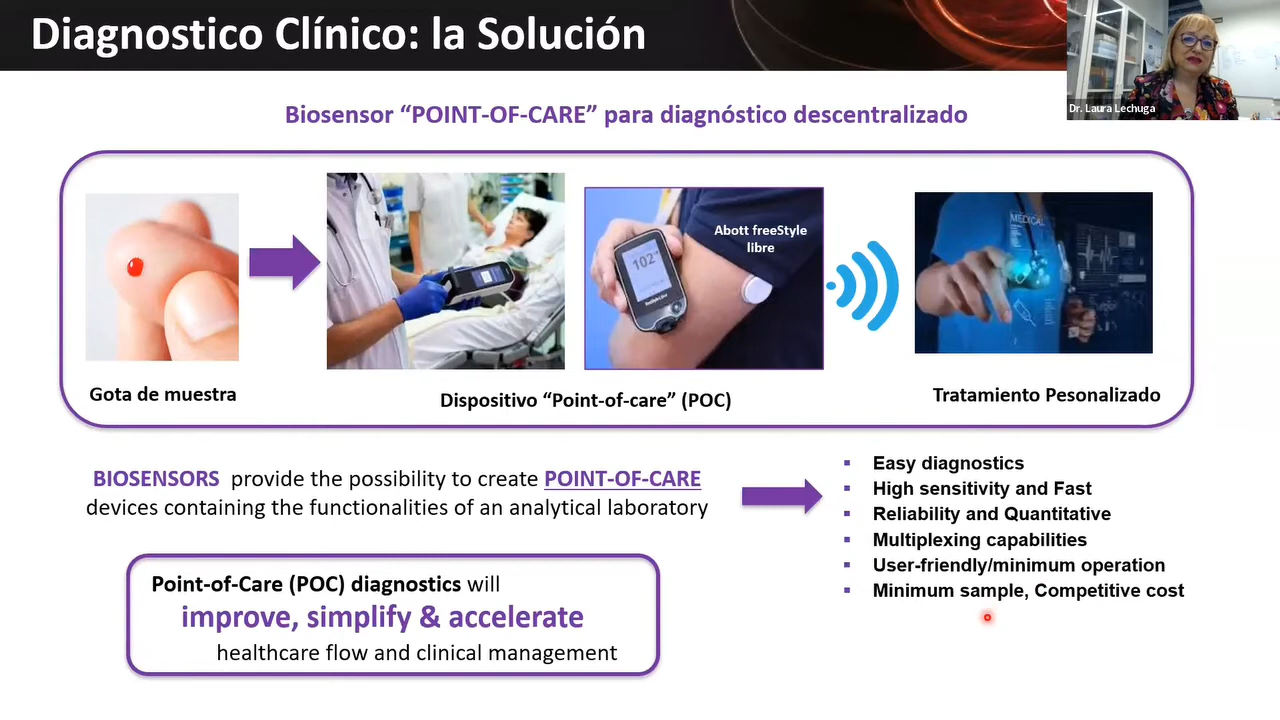 Diagnostico Clínico: la Solución
Dr. Laura Lechuga
Biosensor “POINT-OF-CARE” para diagnóstico descentralizado
Abott freeStyle
libre
102
FreeStyle Libre
MEDICAL
Gota de muestra
Dispositivo “Point-of-care” (POC)
Tratamiento Pesonalizado
BIOSENSORS provide the possibility to create POINT-OF-CARE
devices containing the functionalities of an analytical laboratory
▪ Easy diagnostics
▪ High sensitivity and Fast
▪ Reliability and Quantitative
▪ Multiplexing capabilities
▪ User-friendly/minimum operation
▪ Minimum sample, Competitive cost
Point-of-Care (POC) diagnostics will
improve, simplify & accelerate
healthcare flow and clinical management